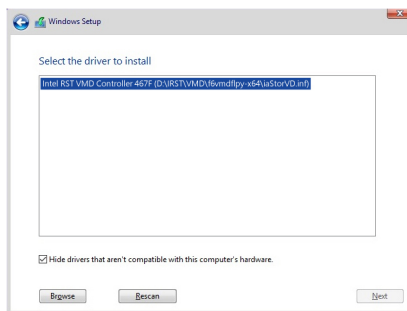 Windows Setup
Select the driver to install
Intel RST VMD Controller 467F (D:\IRST\VMD\f6vmdflpy-x64\iaStorVD.inf)
Hide drivers that aren't compatible with this computer's hardware.
Browse
Rescan
Next